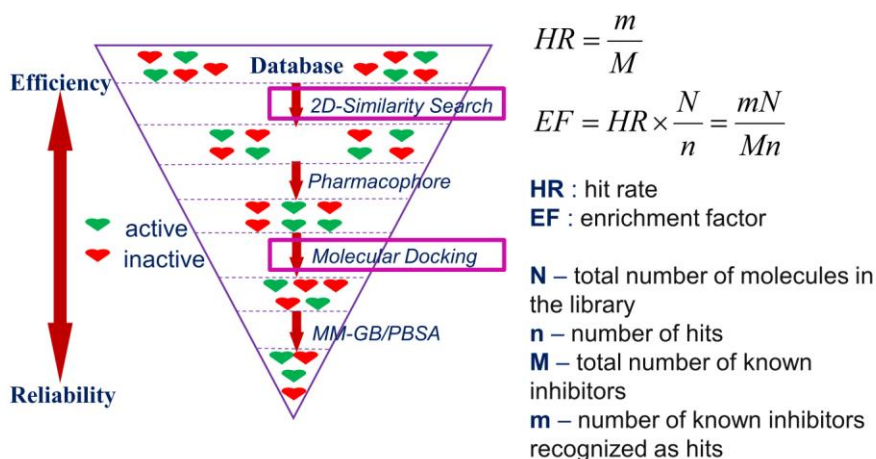 Efficiency
Reliability
active
inactive
Database
2D-Similarity Search
Pharmacophore
Molecular Docking
MM-GB/PBSA
HR = m/M
EF = HR × N/n = mN/Mn
HR : hit rate
EF : enrichment factor
N – total number of molecules in
the library
n – number of hits
M – total number of known
inhibitors
m – number of known inhibitors
recognized as hits